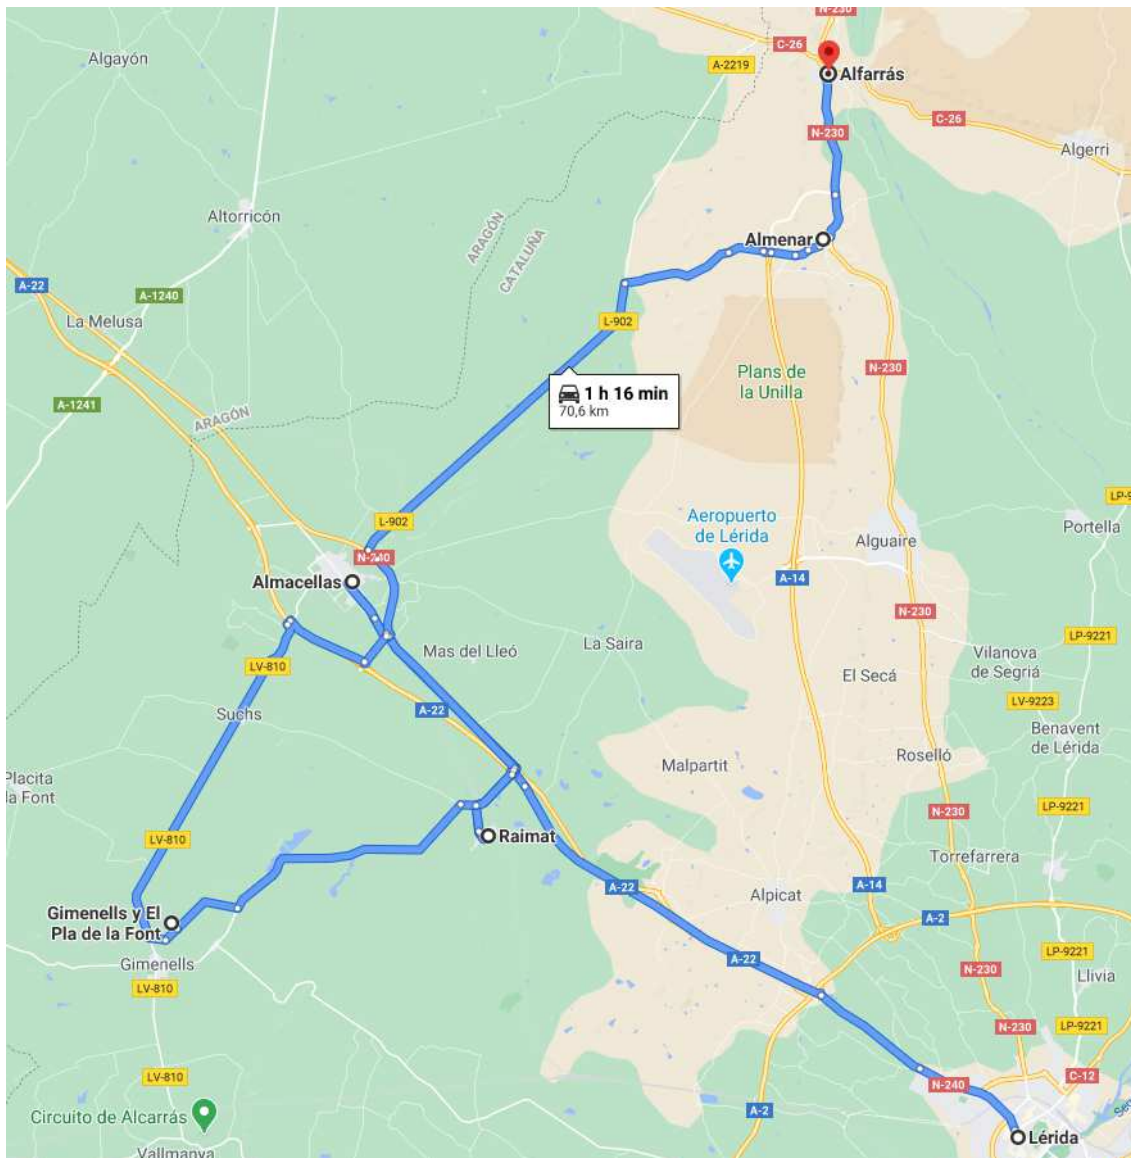 N-230
C-26
Algayón
A-2219
Alfarrás
C-26
N-230
Algerri
Altorricón
ARAGÓN
CATALUÑA
Almenar
A-22
A-1240
La Melusa
L-902
N-230
Plans de
la Unilla
1 h 16 min
70,6 km
A-1241
ARAGÓN
LP-9
Aeropuerto
de Lérida
L-902
Portella
Alguaire
N-240
Almacellas
A-14
N-230
LP-9221
Mas del Lleó
La Saira
Vilanova
de Segriá
LV-810
El Secá
LV-9223
Suchs
A-22
Benavent
de Lérida
Roselló
Malpartit
Placita
la Font
LP-9221
N-230
LV-810
Raimat
Torrefarrera
A-22
A-14
Alpicat
Gimenells y El
Pla de la Font
A-2
LP-9221
Gimenells
A-22
N-230
Llivia
LV-810
N-230
LP-9221
LV-810
N-240
C-12
Circuito de Alcarrás
A-2
Lérida
Vallmanya